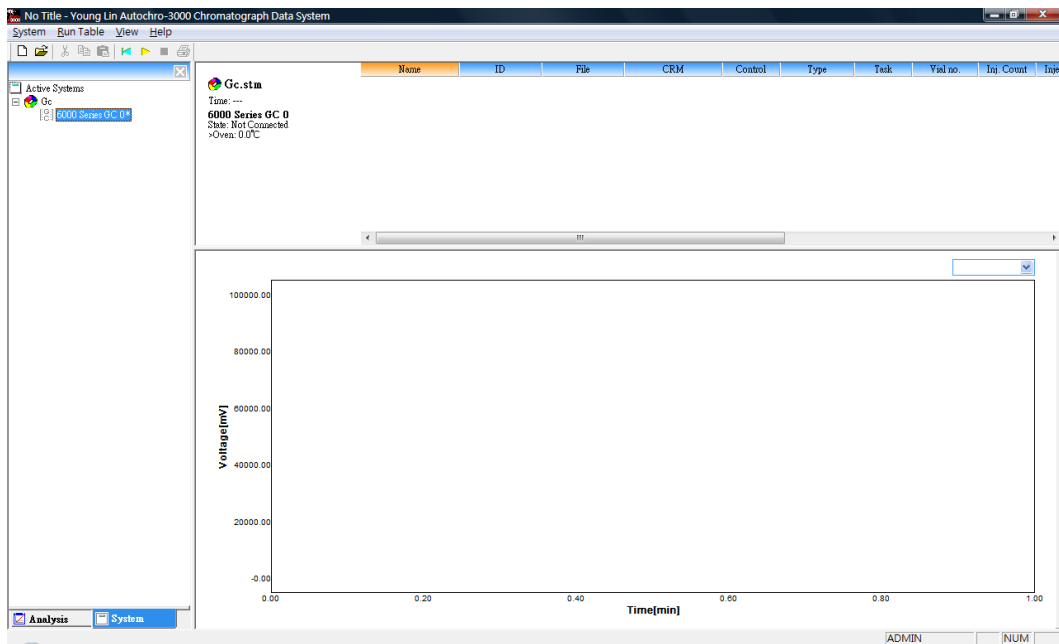 No Title - Young Lin Autochro-3000 Chromatograph Data System
System Run Table View Help
Name ID File CRM Control Type Task Vial no. Inj. Count Inje
Active Systems
Gc
6000 Series GC 0*
Gc.stm
Time: ---
6000 Series GC 0
State: Not Connected
>Oven: 0.0°C
100000.00
80000.00
60000.00
40000.00
20000.00
-0.00
Voltage[mV]
0.00 0.20 0.40 0.60 0.80 1.00
Time[min]
Analysis System
ADMIN NUM